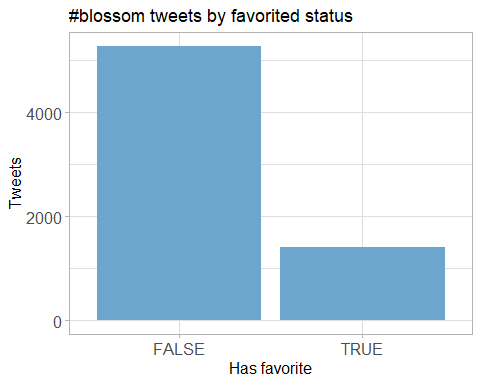 #blossom tweets by favorited status
Tweets
4000
2000
0
FALSE
TRUE
Has favorite